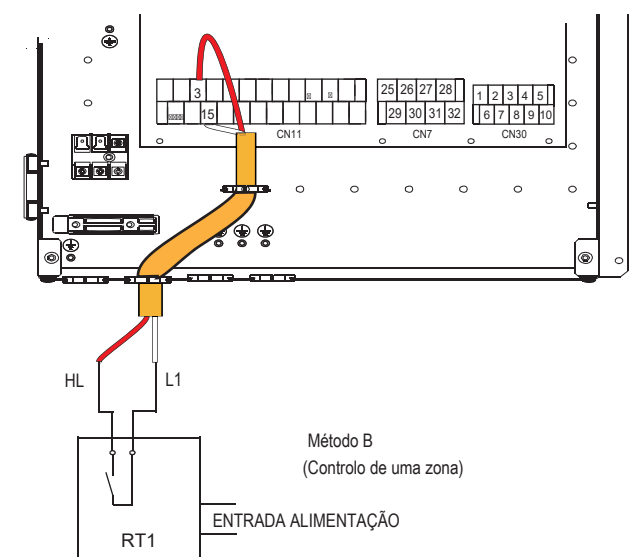 3
25 26 27 28
1 2 3 4 5
15
29 30 31 32
6 7 8 9 10
CN11
CN7
CN30
HL
L1
Método B
(Controlo de uma zona)
ENTRADA ALIMENTAÇÃO
RT1